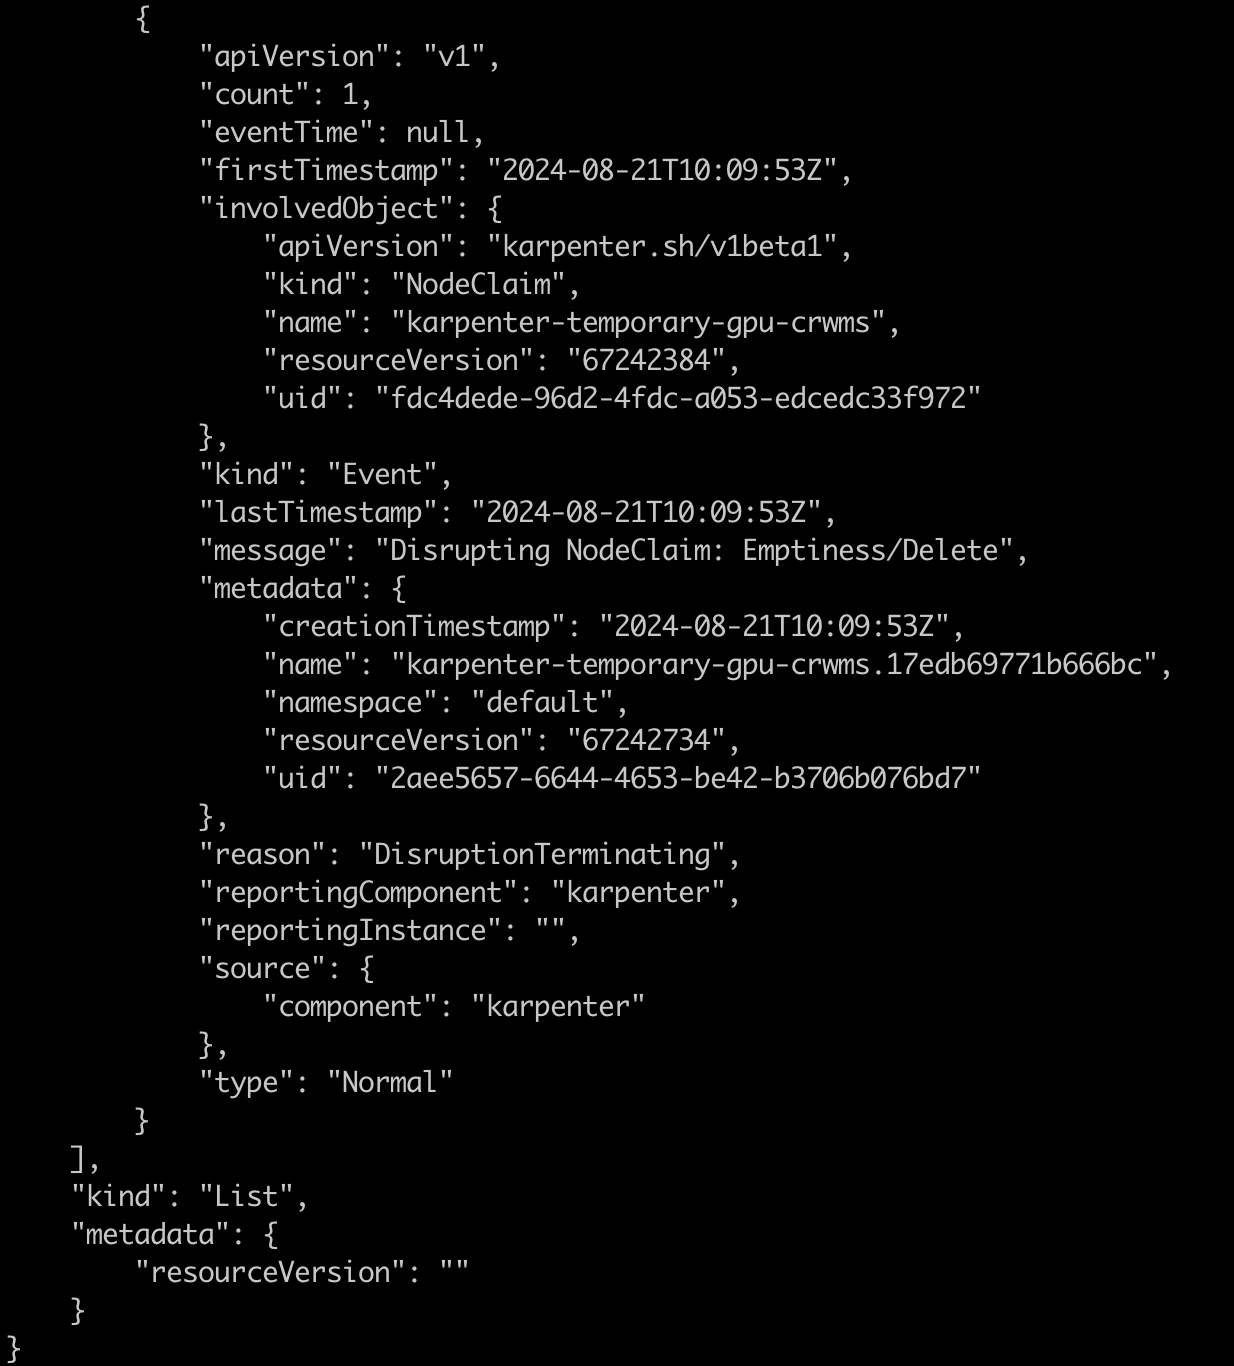 {
            "apiVersion": "v1",
            "count": 1,
            "eventTime": null,
            "firstTimestamp": "2024-08-21T10:09:53Z",
            "involvedObject": {
                "apiVersion": "karpenter.sh/v1beta1",
                "kind": "NodeClaim",
                "name": "karpenter-temporary-gpu-crwms",
                "resourceVersion": "67242384",
                "uid": "fdc4dede-96d2-4fdc-a053-edcedc33f972"
            },
            "kind": "Event",
            "lastTimestamp": "2024-08-21T10:09:53Z",
            "message": "Disrupting NodeClaim: Emptiness/Delete",
            "metadata": {
                "creationTimestamp": "2024-08-21T10:09:53Z",
                "name": "karpenter-temporary-gpu-crwms.17edb69771b666bc",
                "namespace": "default",
                "resourceVersion": "67242734",
                "uid": "2aee5657-6644-4653-be42-b3706b076bd7"
            },
            "reason": "DisruptionTerminating",
            "reportingComponent": "karpenter",
            "reportingInstance": "",
            "source": {
                "component": "karpenter"
            },
            "type": "Normal"
        }
    ],
    "kind": "List",
    "metadata": {
        "resourceVersion": ""
    }
}